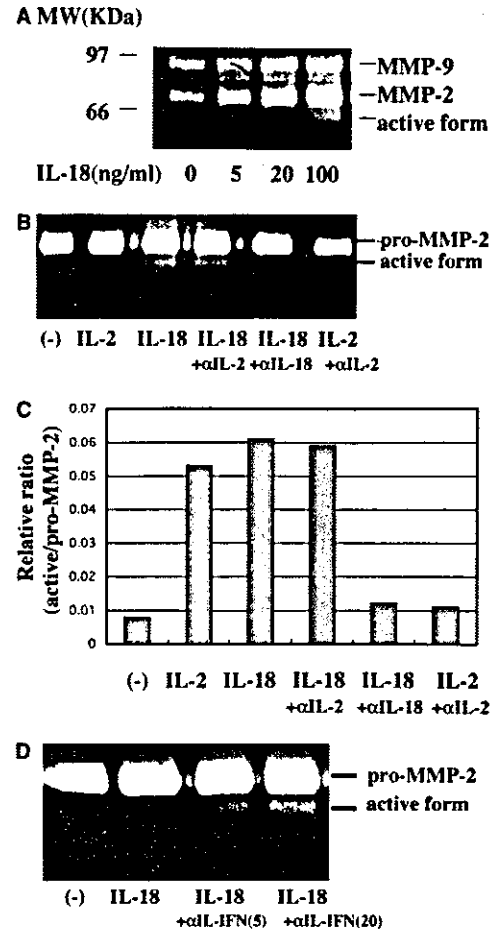 A MW(KDa)
97
MMP-9
MMP-2
66
active form
IL-18(ng/ml) 0 5 20 100
B
pro-MMP-2
active form
(-) IL-2 IL-18 IL-18 IL-18 IL-2
+αIL-2 +αIL-18 +αIL-2
C
Relative ratio
(active/pro-MMP-2)
0.07
0.06
0.05
0.04
0.03
0.02
0.01
0
(-) IL-2 IL-18 IL-18 IL-18 IL-2
+αIL-2 +αIL-18 +αIL-2
D
pro-MMP-2
active form
(-) IL-18 IL-18 IL-18
+αIL-IFN(5) +αIL-IFN(20)